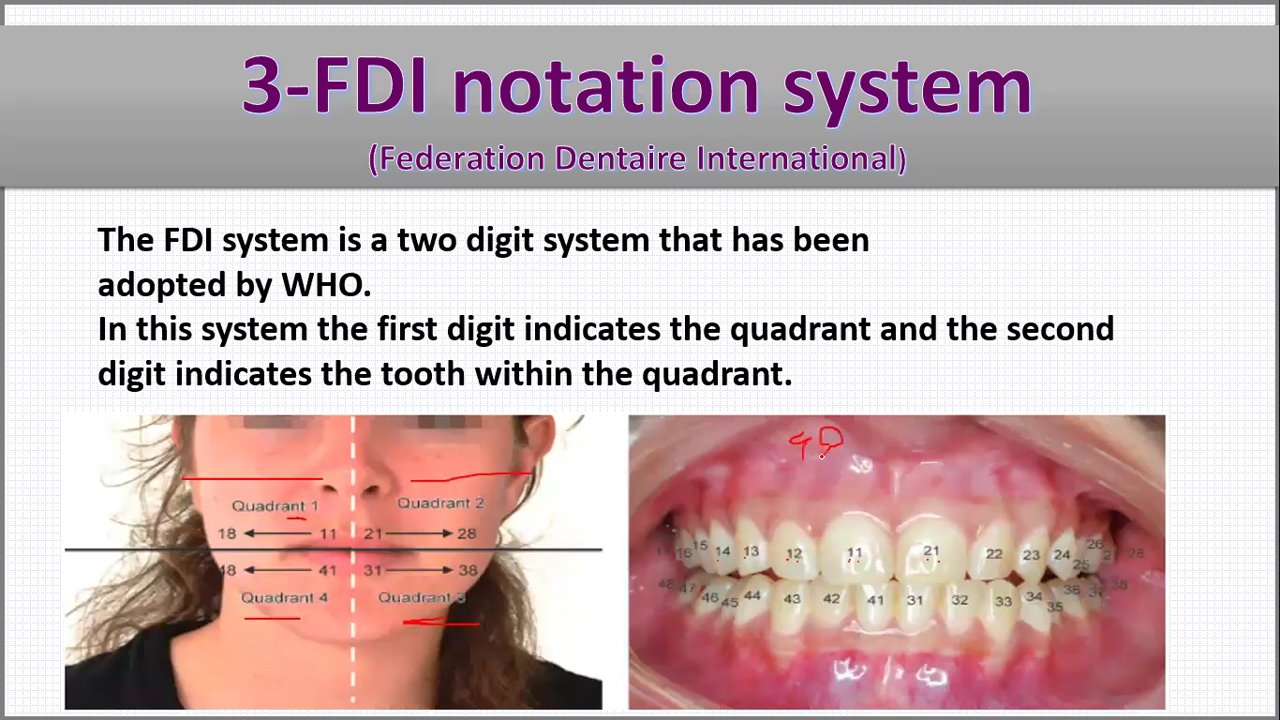 3-FDI notation system
(Federation Dentaire International)
The FDI system is a two digit system that has been
adopted by WHO.
In this system the first digit indicates the quadrant and the second
digit indicates the tooth within the quadrant.
Quadrant 1 Quadrant 2
18 11 21 28
48 41 31 38
Quadrant 4 Quadrant 3
16 15 14 13 12 11 21 22 23 24 25 26 28
48 47 46 45 44 43 42 41 31 32 33 34 35 36 38